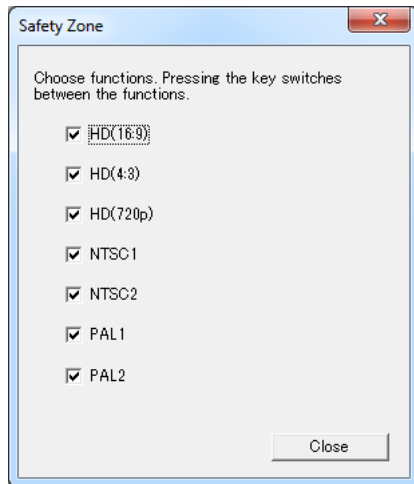 Safety Zone
Choose functions. Pressing the key switches
between the functions.
HD(16:9)
HD(4:3)
HD(720p)
NTSC1
NTSC2
PAL1
PAL2
Close